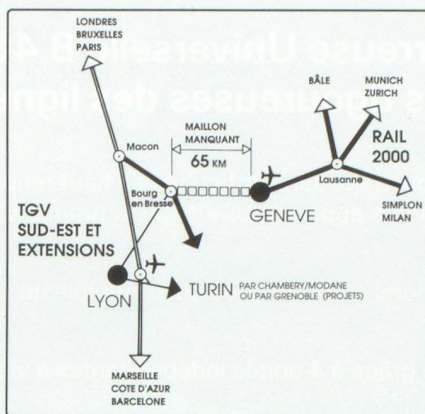 LONDRES
BRUXELLES
PARIS
BÂLE
MUNICH
ZURICH
MAILLON
MANQUANT
65 KM
RAIL
2000
Macon
Bourg
en Bresse
Lausanne
GENEVE
SIMPLON
MILAN
TGV
SUD-EST ET
EXTENSIONS
LYON
TURIN
PAR CHAMBERY/MODANE
OU PAR GRENOBLE (PROJETS)
MARSEILLE
COTE D'AZUR
BARCELONE